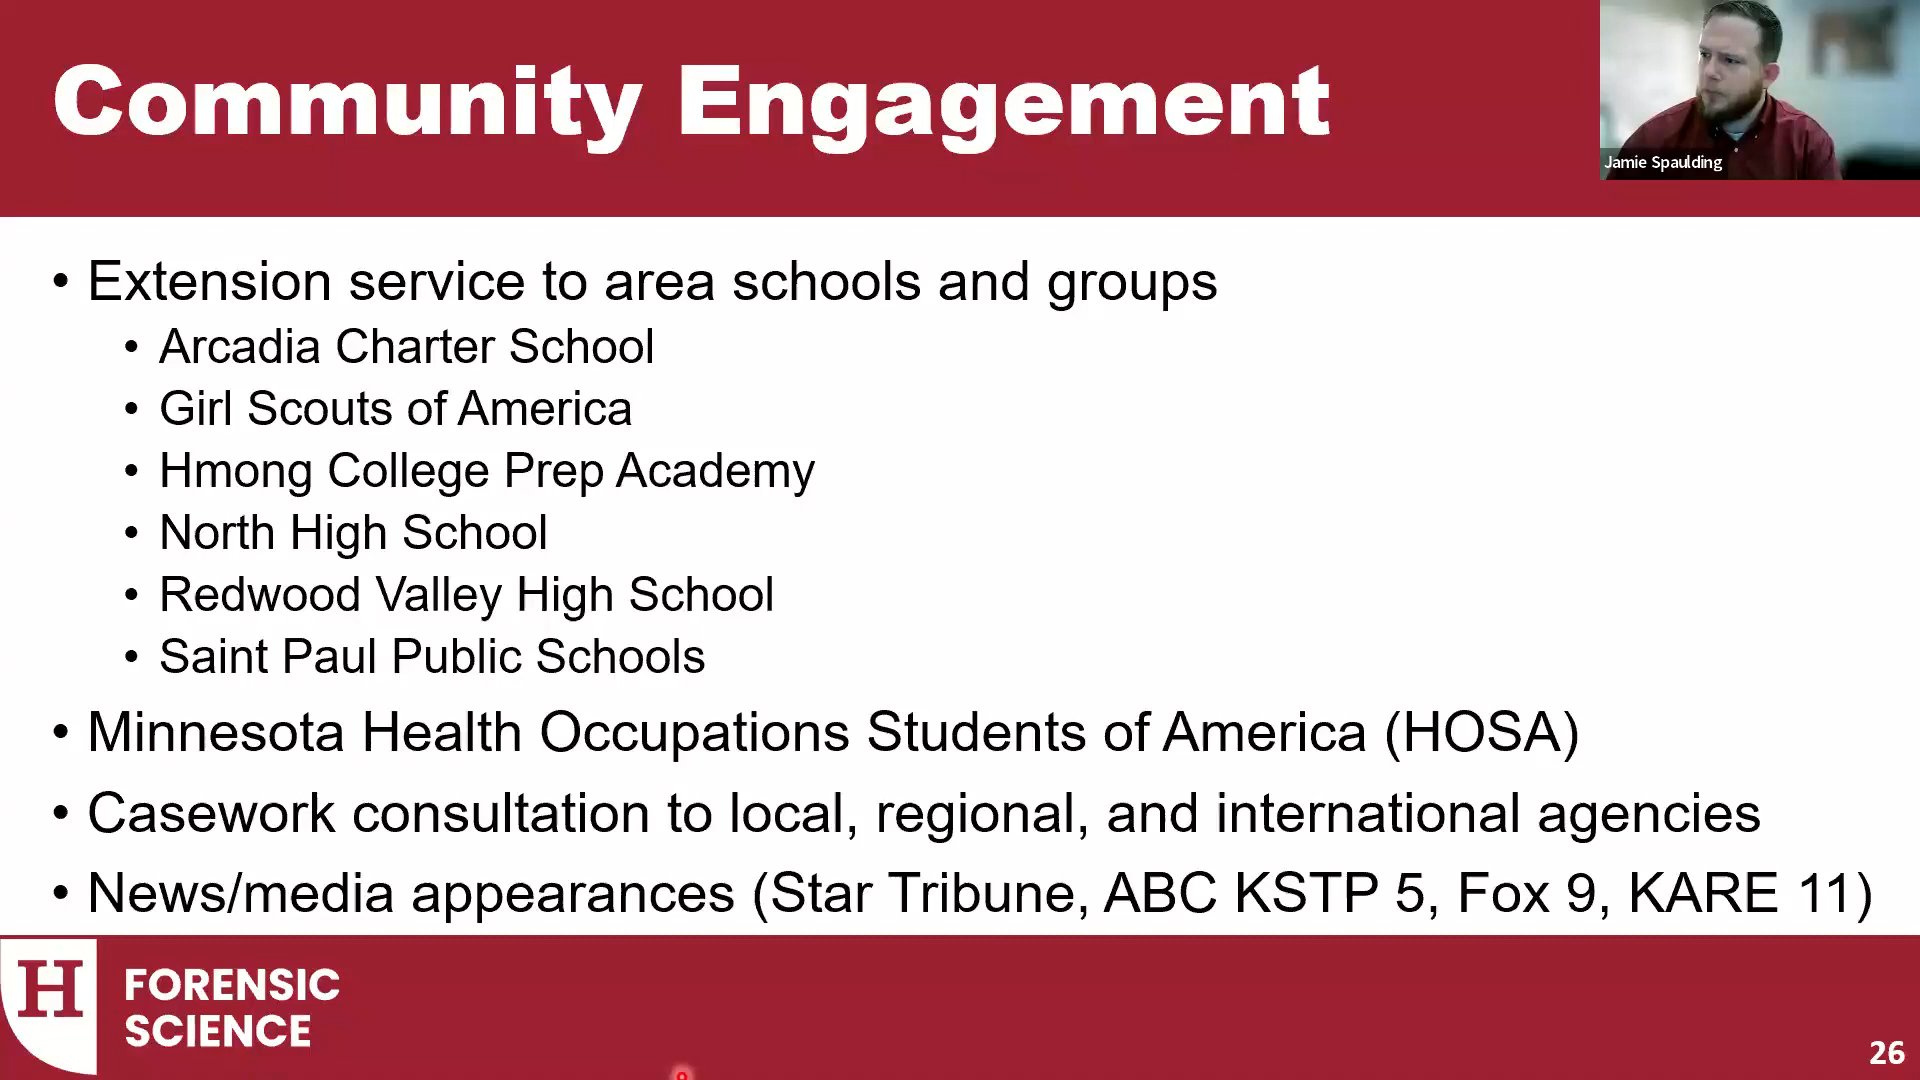 Community Engagement
Jamie Spaulding
• Extension service to area schools and groups
• Arcadia Charter School
• Girl Scouts of America
• Hmong College Prep Academy
• North High School
• Redwood Valley High School
• Saint Paul Public Schools
• Minnesota Health Occupations Students of America (HOSA)
• Casework consultation to local, regional, and international agencies
• News/media appearances (Star Tribune, ABC KSTP 5, Fox 9, KARE 11)
H
FORENSIC
SCIENCE
26